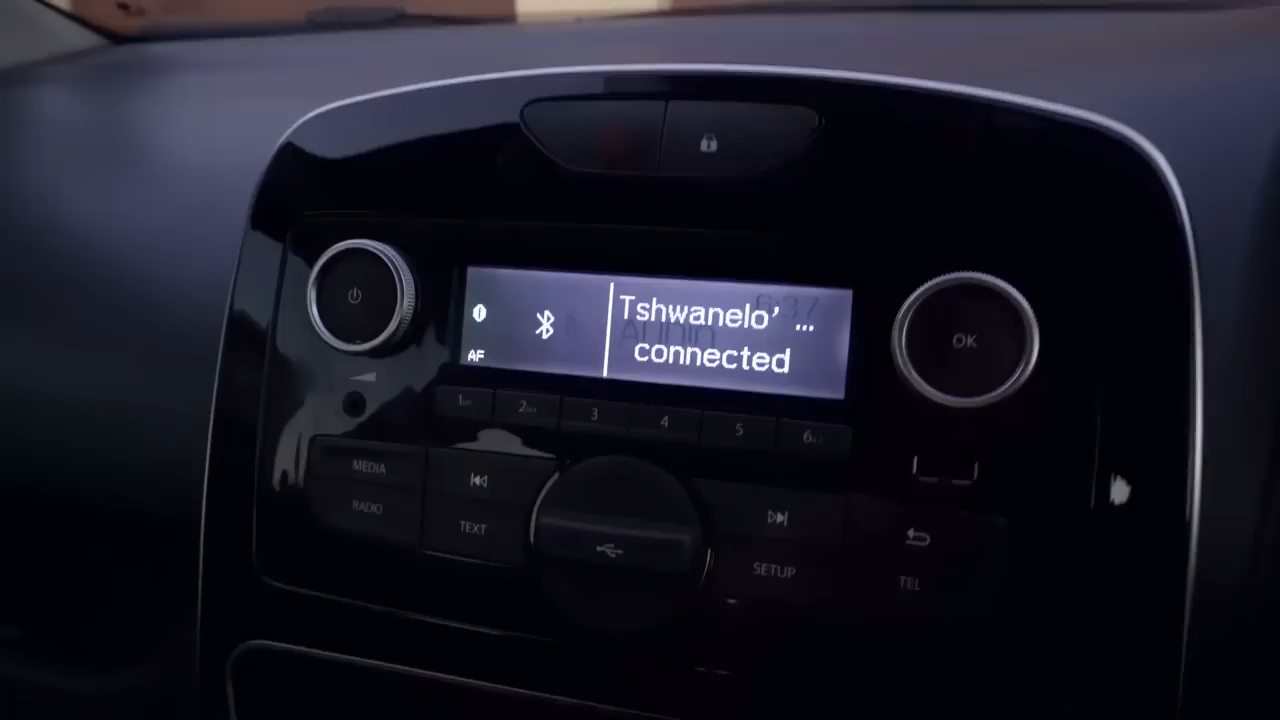 Tshwanelo' ...
connected
AF
1
2
3
4
5
6
MEDIA
RADIO
TEXT
SETUP
TEL
OK